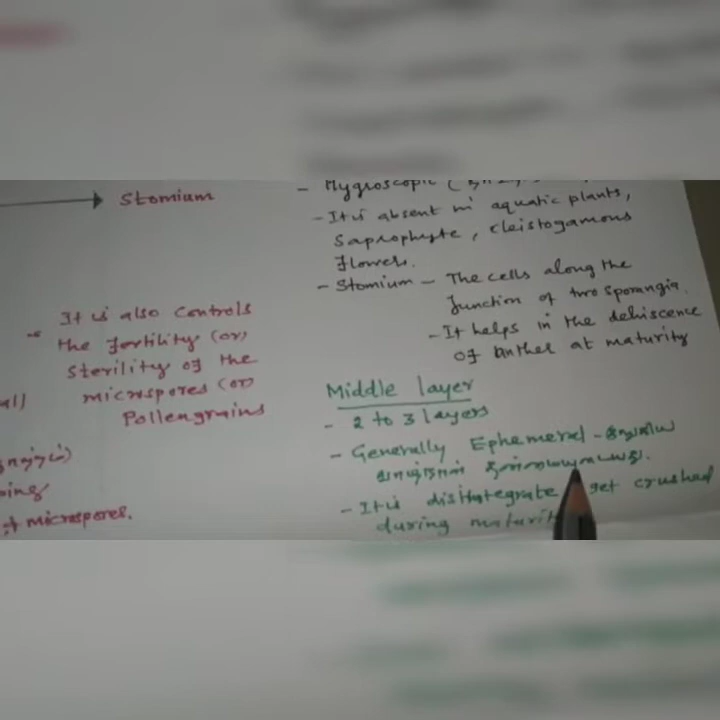 Stomium
- Hygroscopic (
- It is absent in aquatic plants,
Saprophyte, cleistogamous
flowers.
- Stomium - The cells along the
junction of two sporangia.
- It helps in the dehiscence
of anther at maturity
It is also controls
the fertility (or)
sterility of the
microspores (or)
Pollengrains
microspores.
Middle layer
- 2 to 3 layers
- Generally Ephemeral -
- It is disintegrate get crushed
during